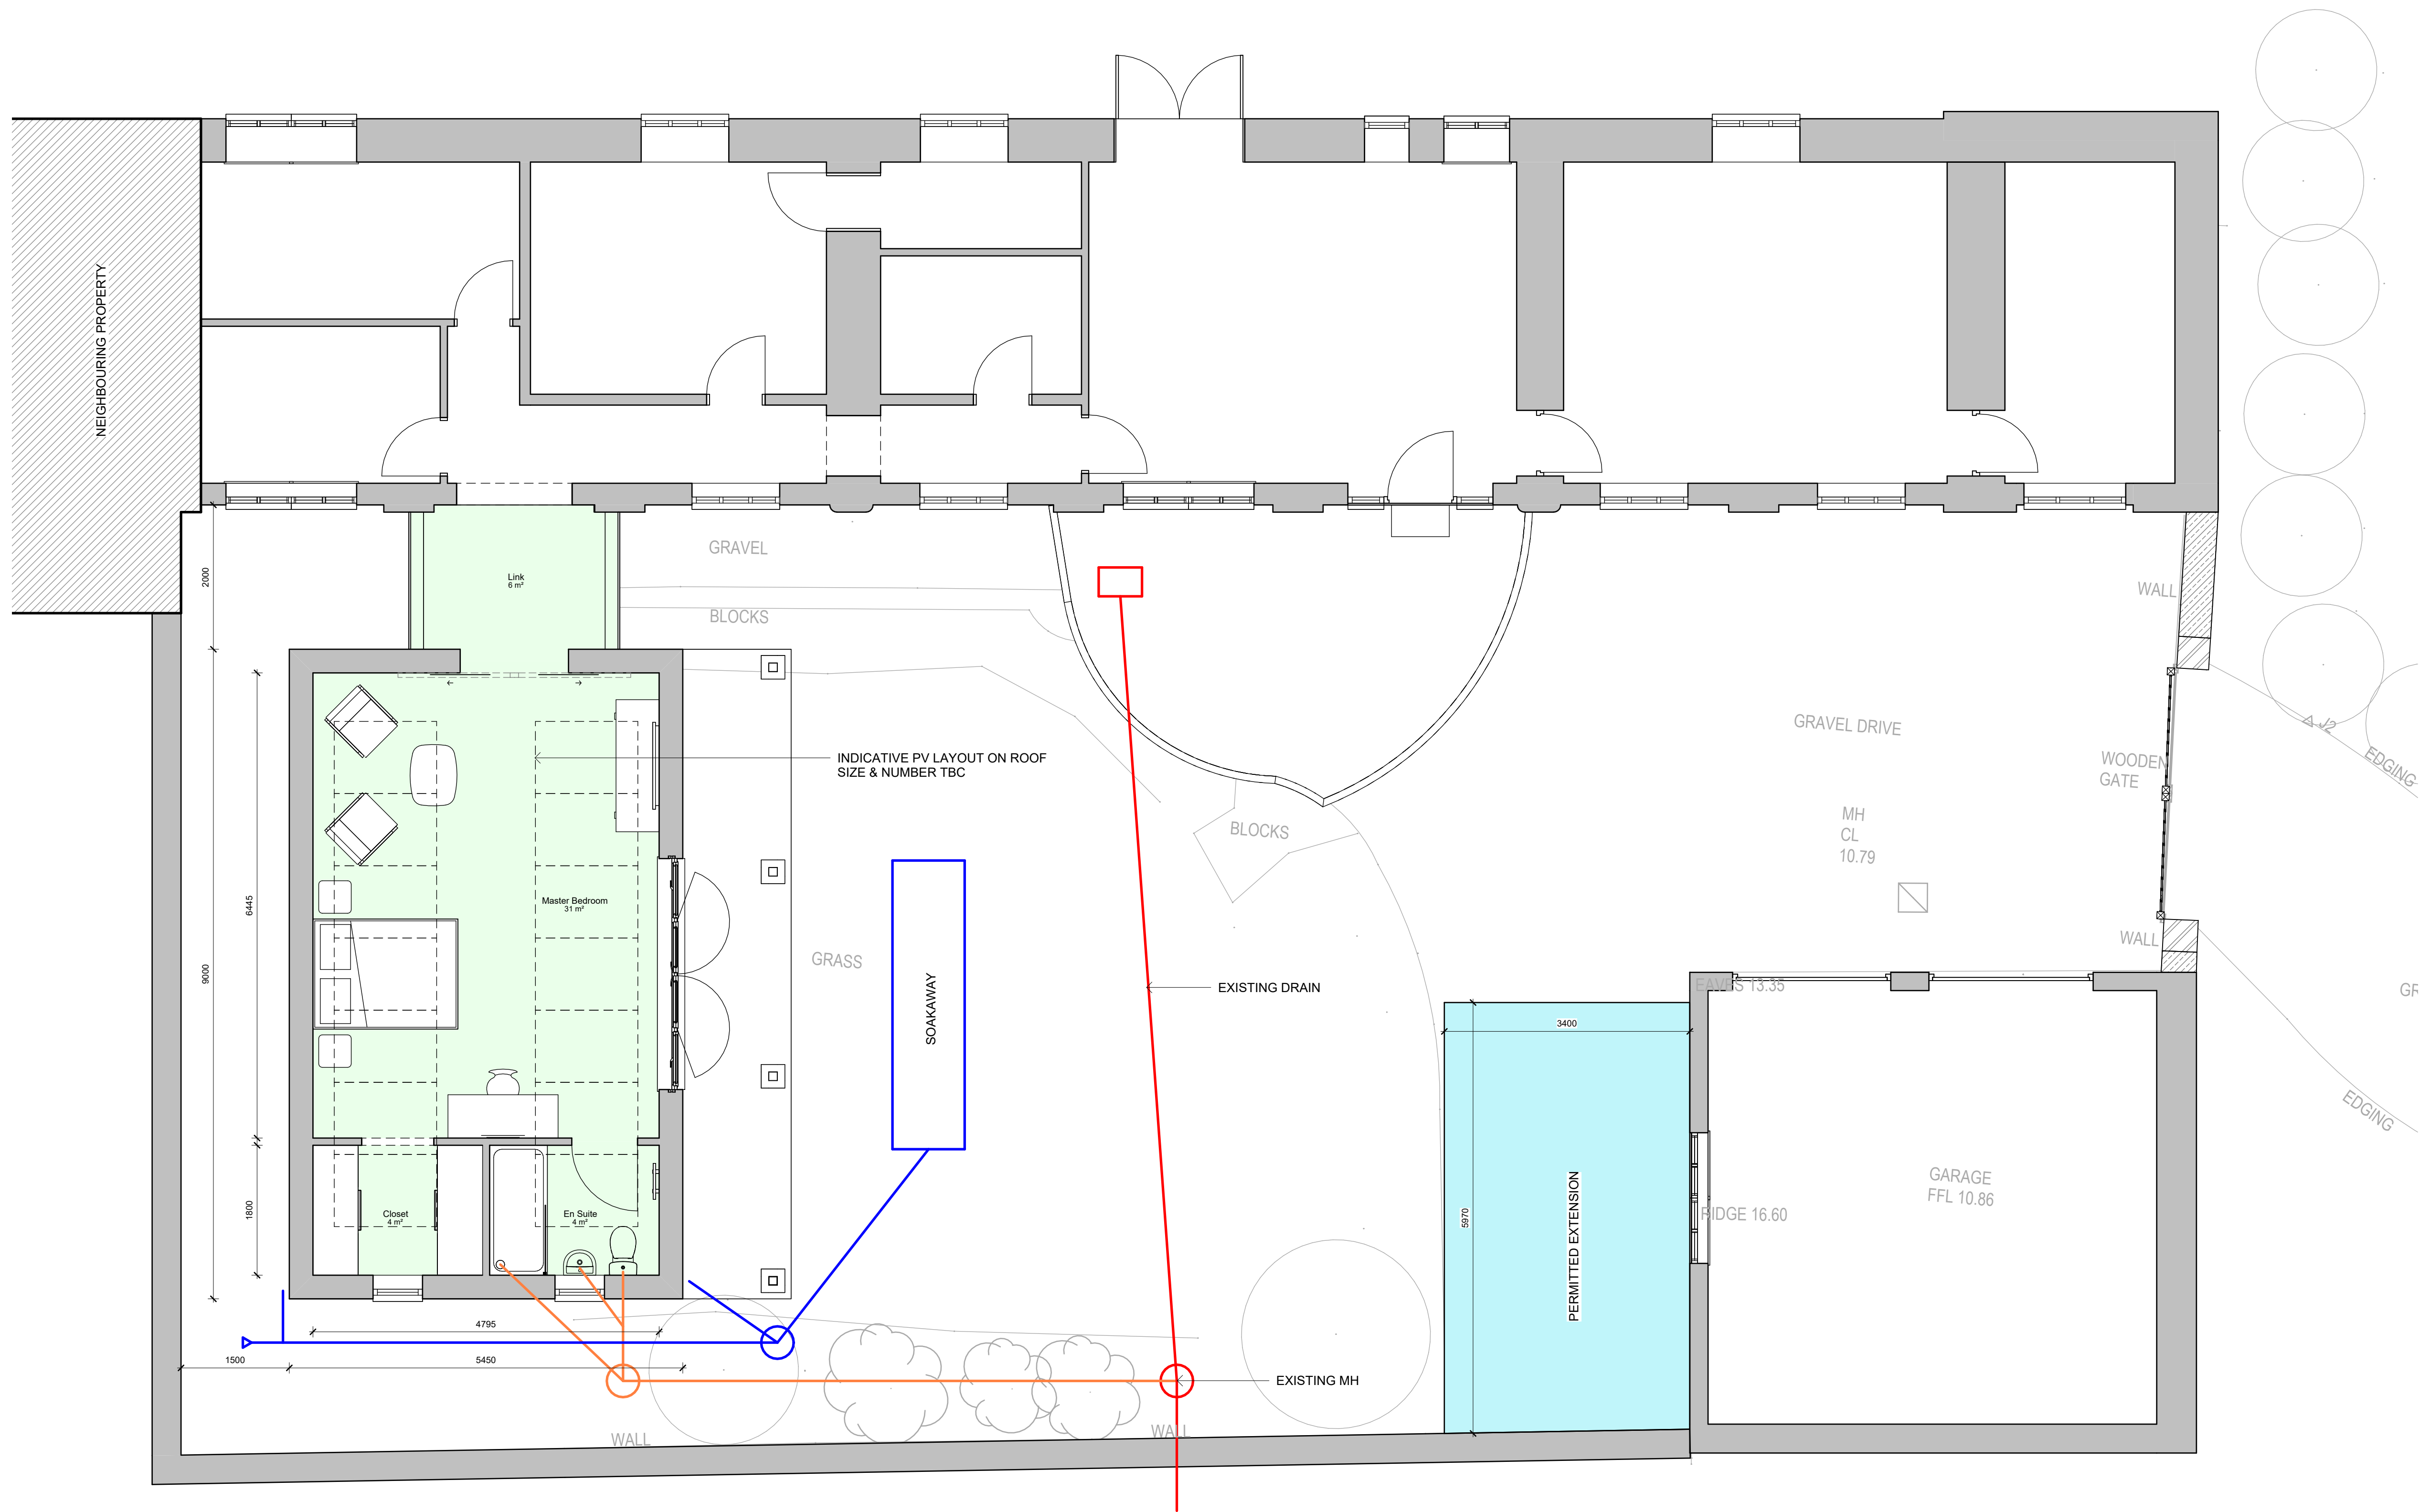 NEIGHBOURING PROPERTY
2000
Link
6 m²
GRAVEL
BLOCKS
WALL
GRAVEL DRIVE
J2
EDGING
WOODEN
GATE
INDICATIVE PV LAYOUT ON ROOF
SIZE & NUMBER TBC
BLOCKS
MH
CL
10.79
Master Bedroom
31 m²
6445
9000
GRASS
SOAKAWAY
EXISTING DRAIN
WALL
EAVES 13.35
GR
3400
5970
PERMITTED EXTENSION
GARAGE
FFL 10.86
RIDGE 16.60
EDGING
1800
Closet
4 m²
En Suite
4 m²
4795
1500
5450
EXISTING MH
WALL
WALL